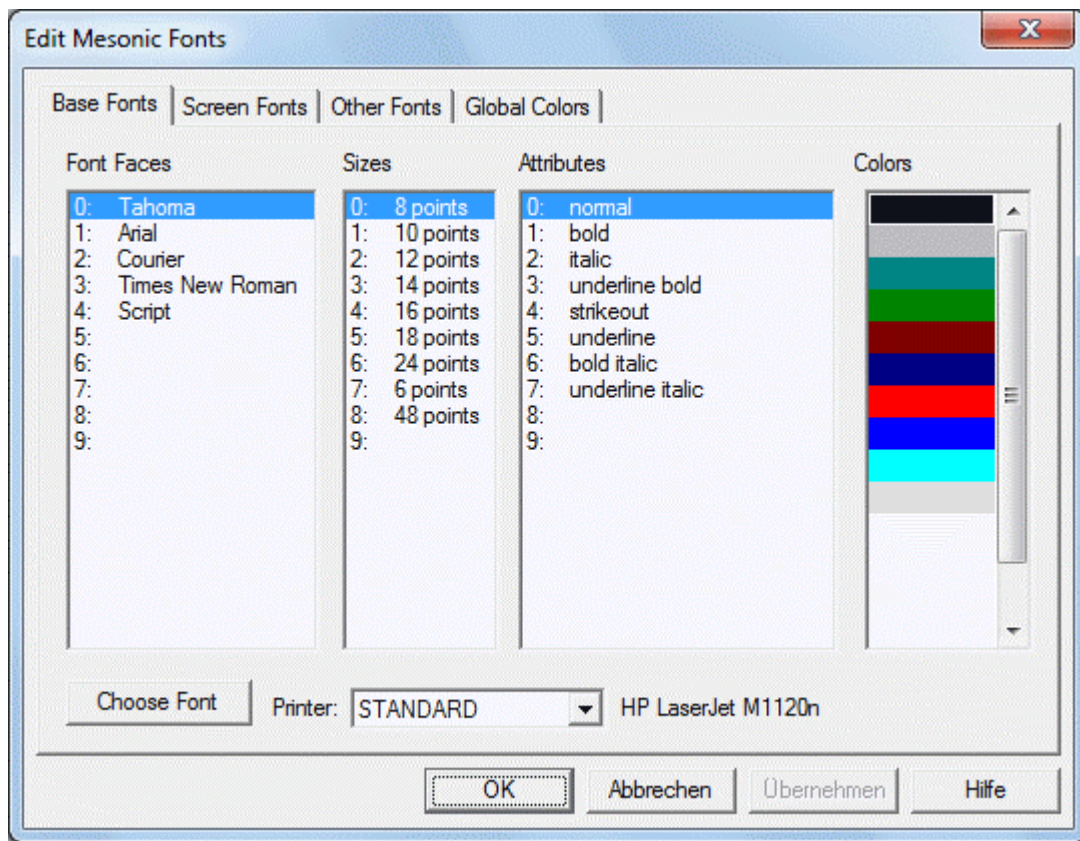 Edit Mesonic Fonts
Base Fonts Screen Fonts Other Fonts Global Colors
Font Faces Sizes Attributes Colors
0: Tahoma 0: 8 points 0: normal
1: Arial 1: 10 points 1: bold
2: Courier 2: 12 points 2: italic
3: Times New Roman 3: 14 points 3: underline bold
4: Script 4: 16 points 4: strikeout
5: 5: 18 points 5: underline
6: 6: 24 points 6: bold italic
7: 7: 6 points 7: underline italic
8: 8: 48 points 8:
9: 9: 9:
Choose Font Printer: STANDARD HP LaserJet M1120n
OK Abbrechen Übernehmen Hilfe